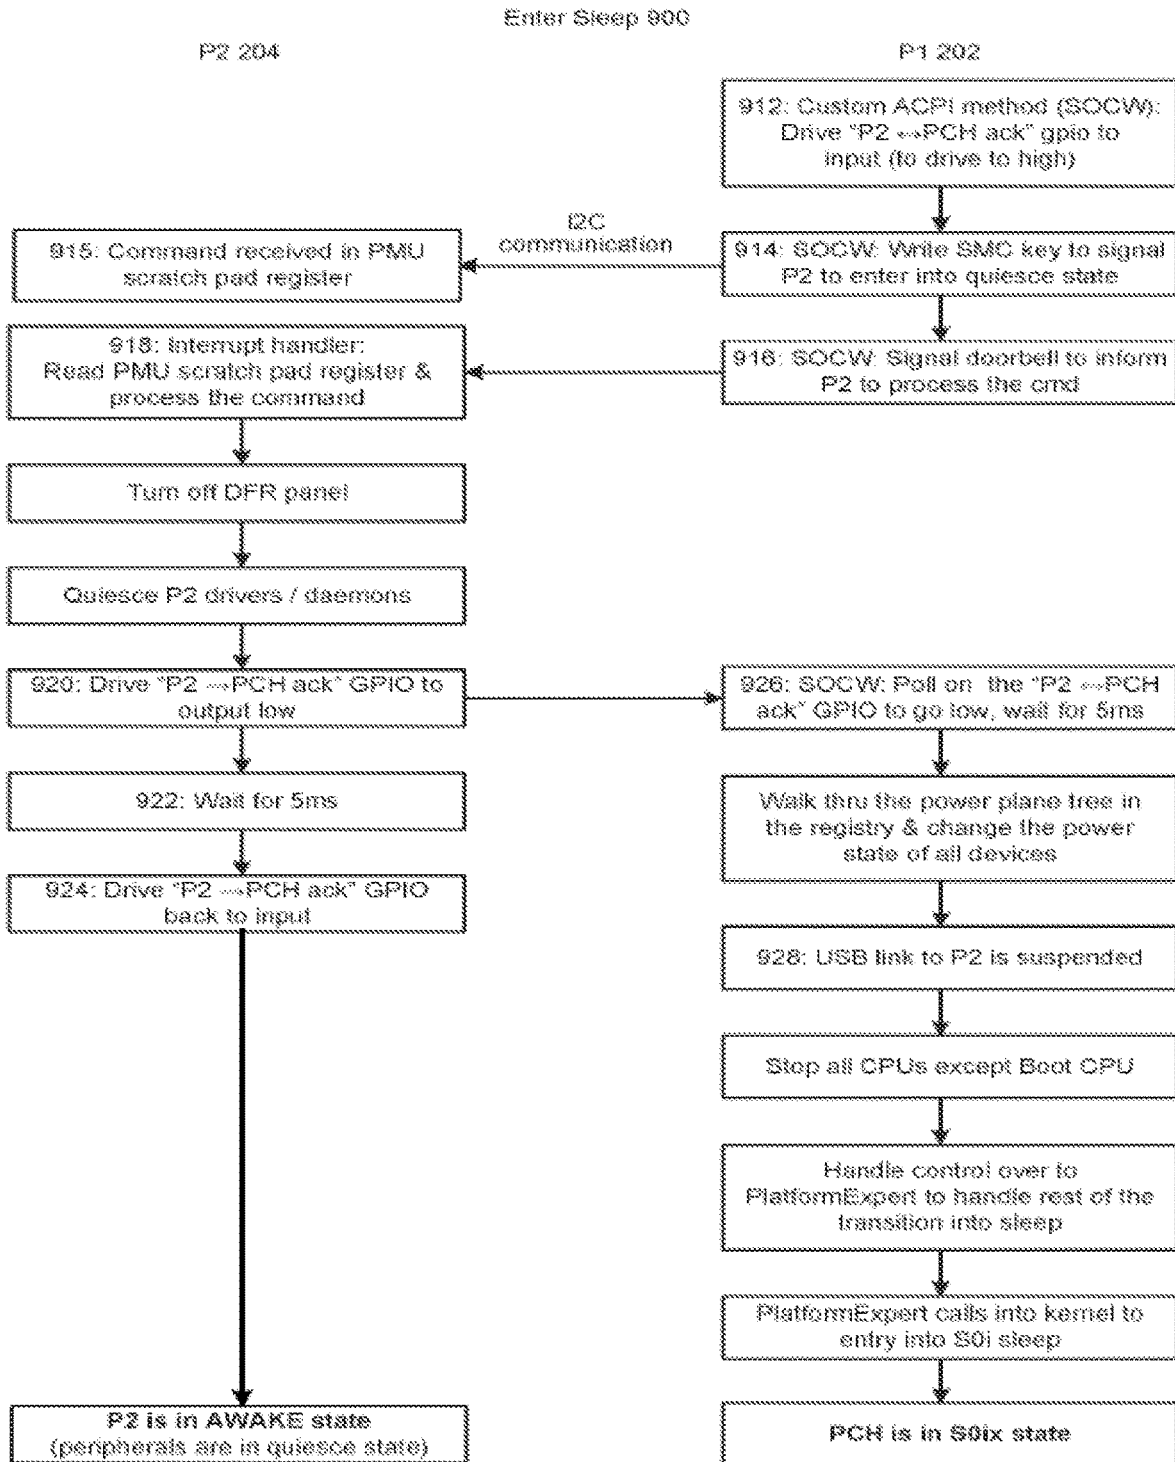 Enter Sleep 900
P2 204
P1 202
912: Custom ACPI method (SOCW):
Drive "P2 ↔PCH ack" gpio to
input (to drive to high)
I2C
communication
915: Command received in PMU
scratch pad register
914: SOCW: Write SMC key to signal
P2 to enter into quiesce state
918: Interrupt handler:
Read PMU scratch pad register &
process the command
916: SOCW: Signal doorbell to inform
P2 to process the cmd
Turn off DFR panel
Quiesce P2 drivers / daemons
920: Drive "P2 →PCH ack" GPIO to
output low
926: SOCW: Poll on the "P2 ↔PCH
ack" GPIO to go low, wait for 5ms
922: Wait for 5ms
Walk thru the power plane tree in
the registry & change the power
state of all devices
924: Drive "P2 →PCH ack" GPIO
back to input
928: USB link to P2 is suspended
Stop all CPUs except Boot CPU
Handle control over to
PlatformExpert to handle rest of the
transition into sleep
PlatformExpert calls into kernel to
entry into S0i sleep
P2 is in AWAKE state
(peripherals are in quiesce state)
PCH is in S0ix state